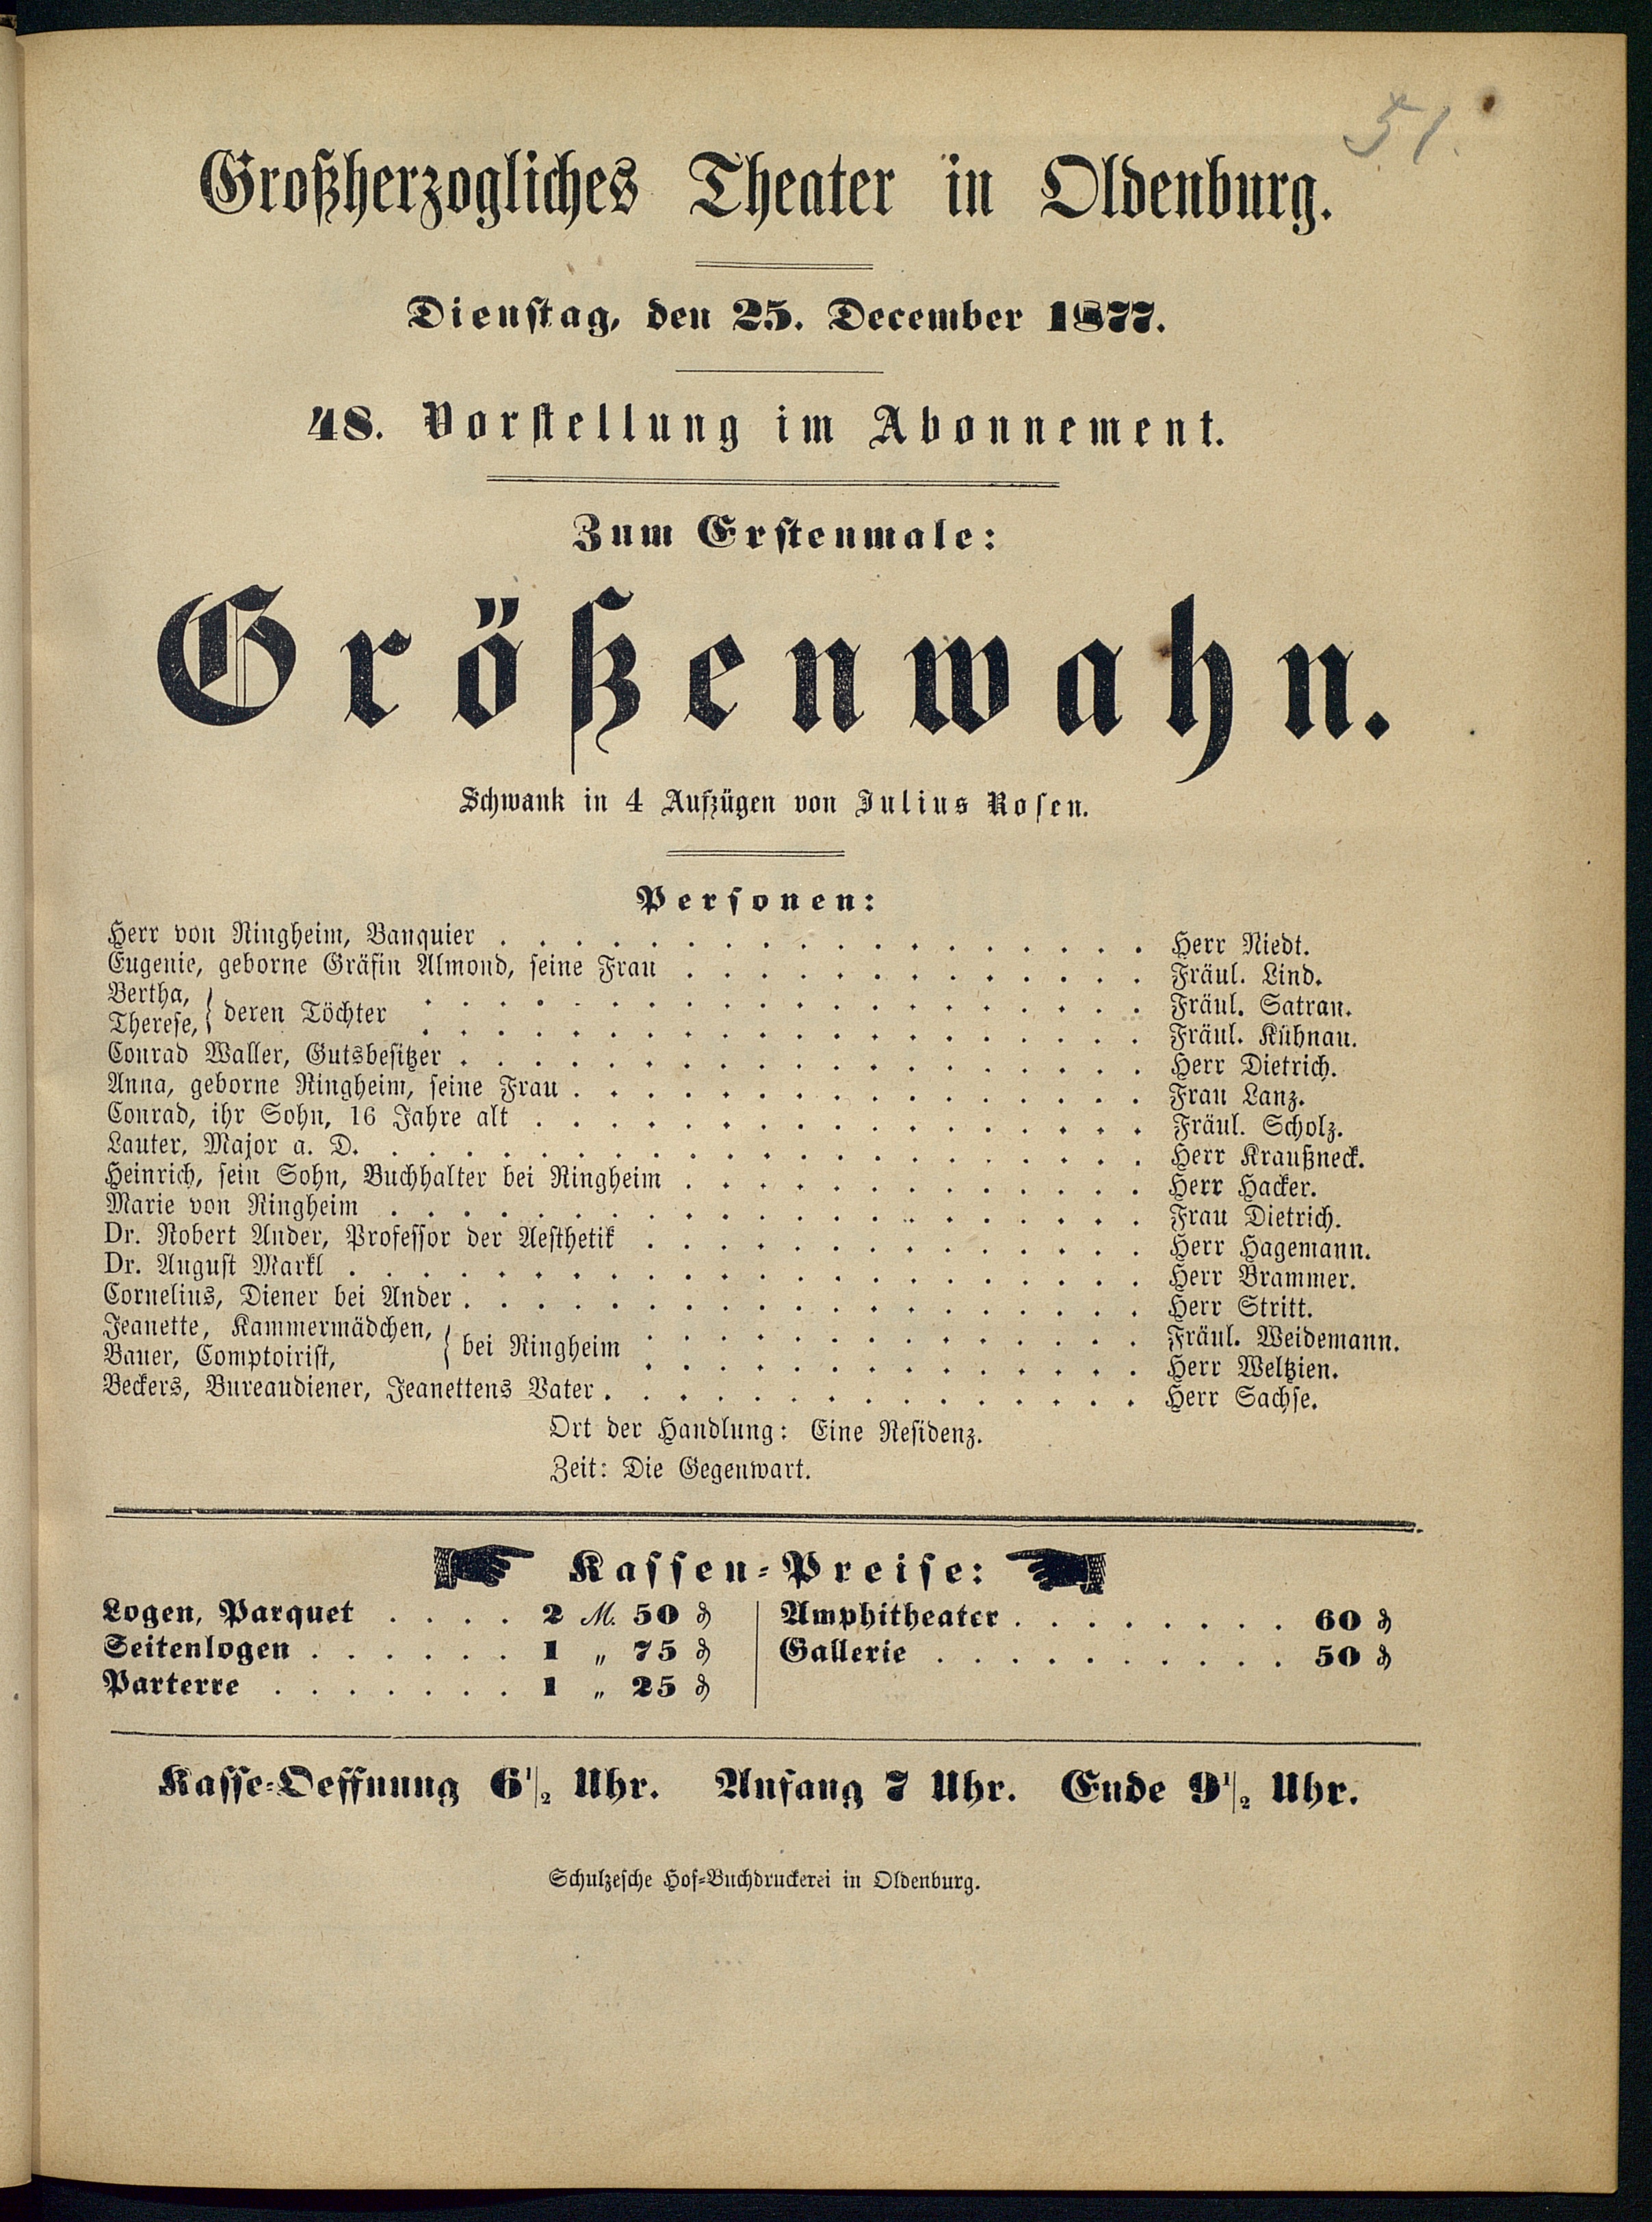 51.
Großherzogliches Theater in Oldenburg.
Dienstag, den 25. December 1877.
48. Vorstellung im Abonnement.
Zum Erstenmale:
Größenwahn.
Schwank in 4 Aufzügen von Julius Rosen.
Personen:
Herr von Ringheim, Banquier . . . . . . . . . . . . . . . . . . Herr Niedt.
Eugenie, geborne Gräfin Almond, seine Frau . . . . . . . . . . . . . Fräul. Lind.
Bertha, } deren Töchter . . . . . . . . . . . . . . . . . . . . Fräul. Satran.
Therese, } . . . . . . . . . . . . . . . . . . . . Fräul. Kühnau.
Conrad Waller, Gutsbesitzer . . . . . . . . . . . . . . . . . . . Herr Dietrich.
Anna, geborne Ringheim, seine Frau . . . . . . . . . . . . . . . . Frau Lanz.
Conrad, ihr Sohn, 16 Jahre alt . . . . . . . . . . . . . . . . . Fräul. Scholz.
Lauter, Major a. D. . . . . . . . . . . . . . . . . . . . . . Herr Kraußneck.
Heinrich, sein Sohn, Buchhalter bei Ringheim . . . . . . . . . . . . . Herr Hacker.
Marie von Ringheim . . . . . . . . . . . . . . . . . . . . . Frau Dietrich.
Dr. Robert Ander, Professor der Aesthetik . . . . . . . . . . . . . . Herr Hagemann.
Dr. August Markl . . . . . . . . . . . . . . . . . . . . . . Herr Brammer.
Cornelius, Diener bei Ander . . . . . . . . . . . . . . . . . . . Herr Stritt.
Jeanette, Kammermädchen, } bei Ringheim . . . . . . . . . . . . . . Fräul. Weidemann.
Bauer, Comptoirist, } . . . . . . . . . . . . . . Herr Weltzien.
Beckers, Bureaudiener, Jeanettens Vater . . . . . . . . . . . . . . . Herr Sachse.
Ort der Handlung: Eine Residenz.
Zeit: Die Gegenwart.
Kassen-Preise:
Logen, Parquet . . . . 2 M. 50 ₰
Seitenlogen . . . . . . 1 „ 75 ₰
Parterre . . . . . . . 1 „ 25 ₰
Amphitheater . . . . . . . . 60 ₰
Gallerie . . . . . . . . . . 50 ₰
Kasse-Oeffnung 6 1/2 Uhr. Anfang 7 Uhr. Ende 9 1/2 Uhr.
Schulzesche Hof-Buchdruckerei in Oldenburg.